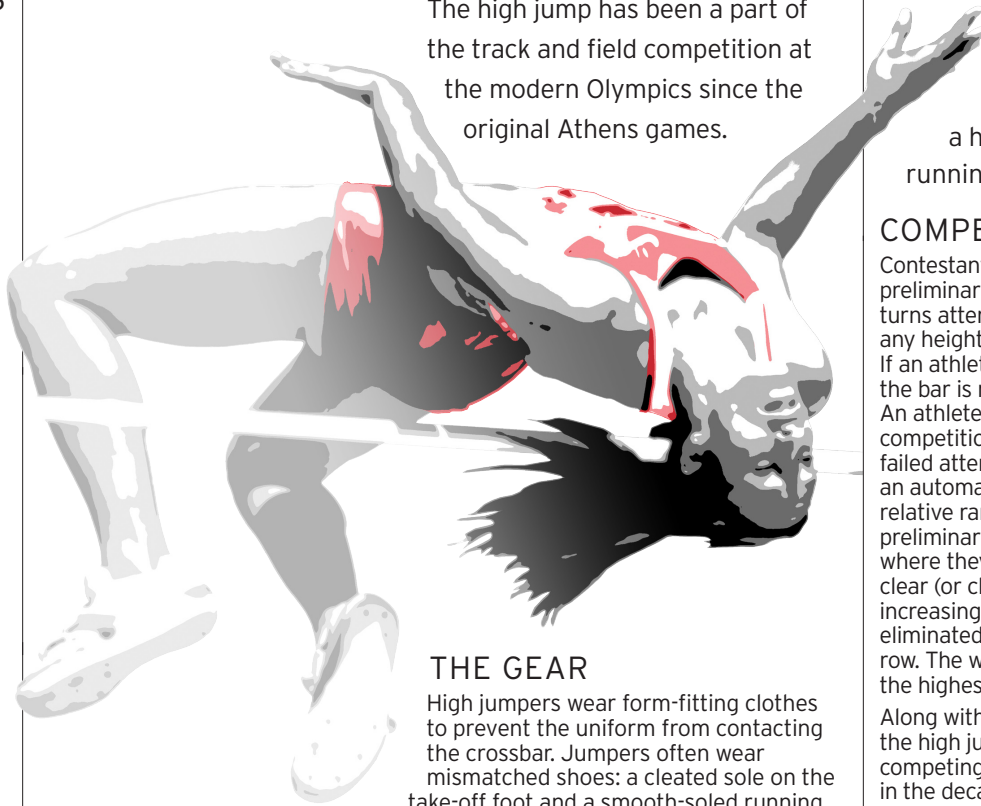 The high jump has been a part of
the track and field competition at
the modern Olympics since the
original Athens games.
THE GEAR
High jumpers wear form-fitting clothes
to prevent the uniform from contacting
the crossbar. Jumpers often wear
mismatched shoes: a cleated sole on the
take-off foot and a smooth-soled running
a h
runnin
COMPE
Contestant
preliminar
turns atter
any height
If an athlet
the bar is r
An athlete
competitio
failed atter
an automa
relative rar
preliminar
where they
clear (or cl
increasing
eliminated
row. The w
the highes
Along with
the high ju
competing
in the deca